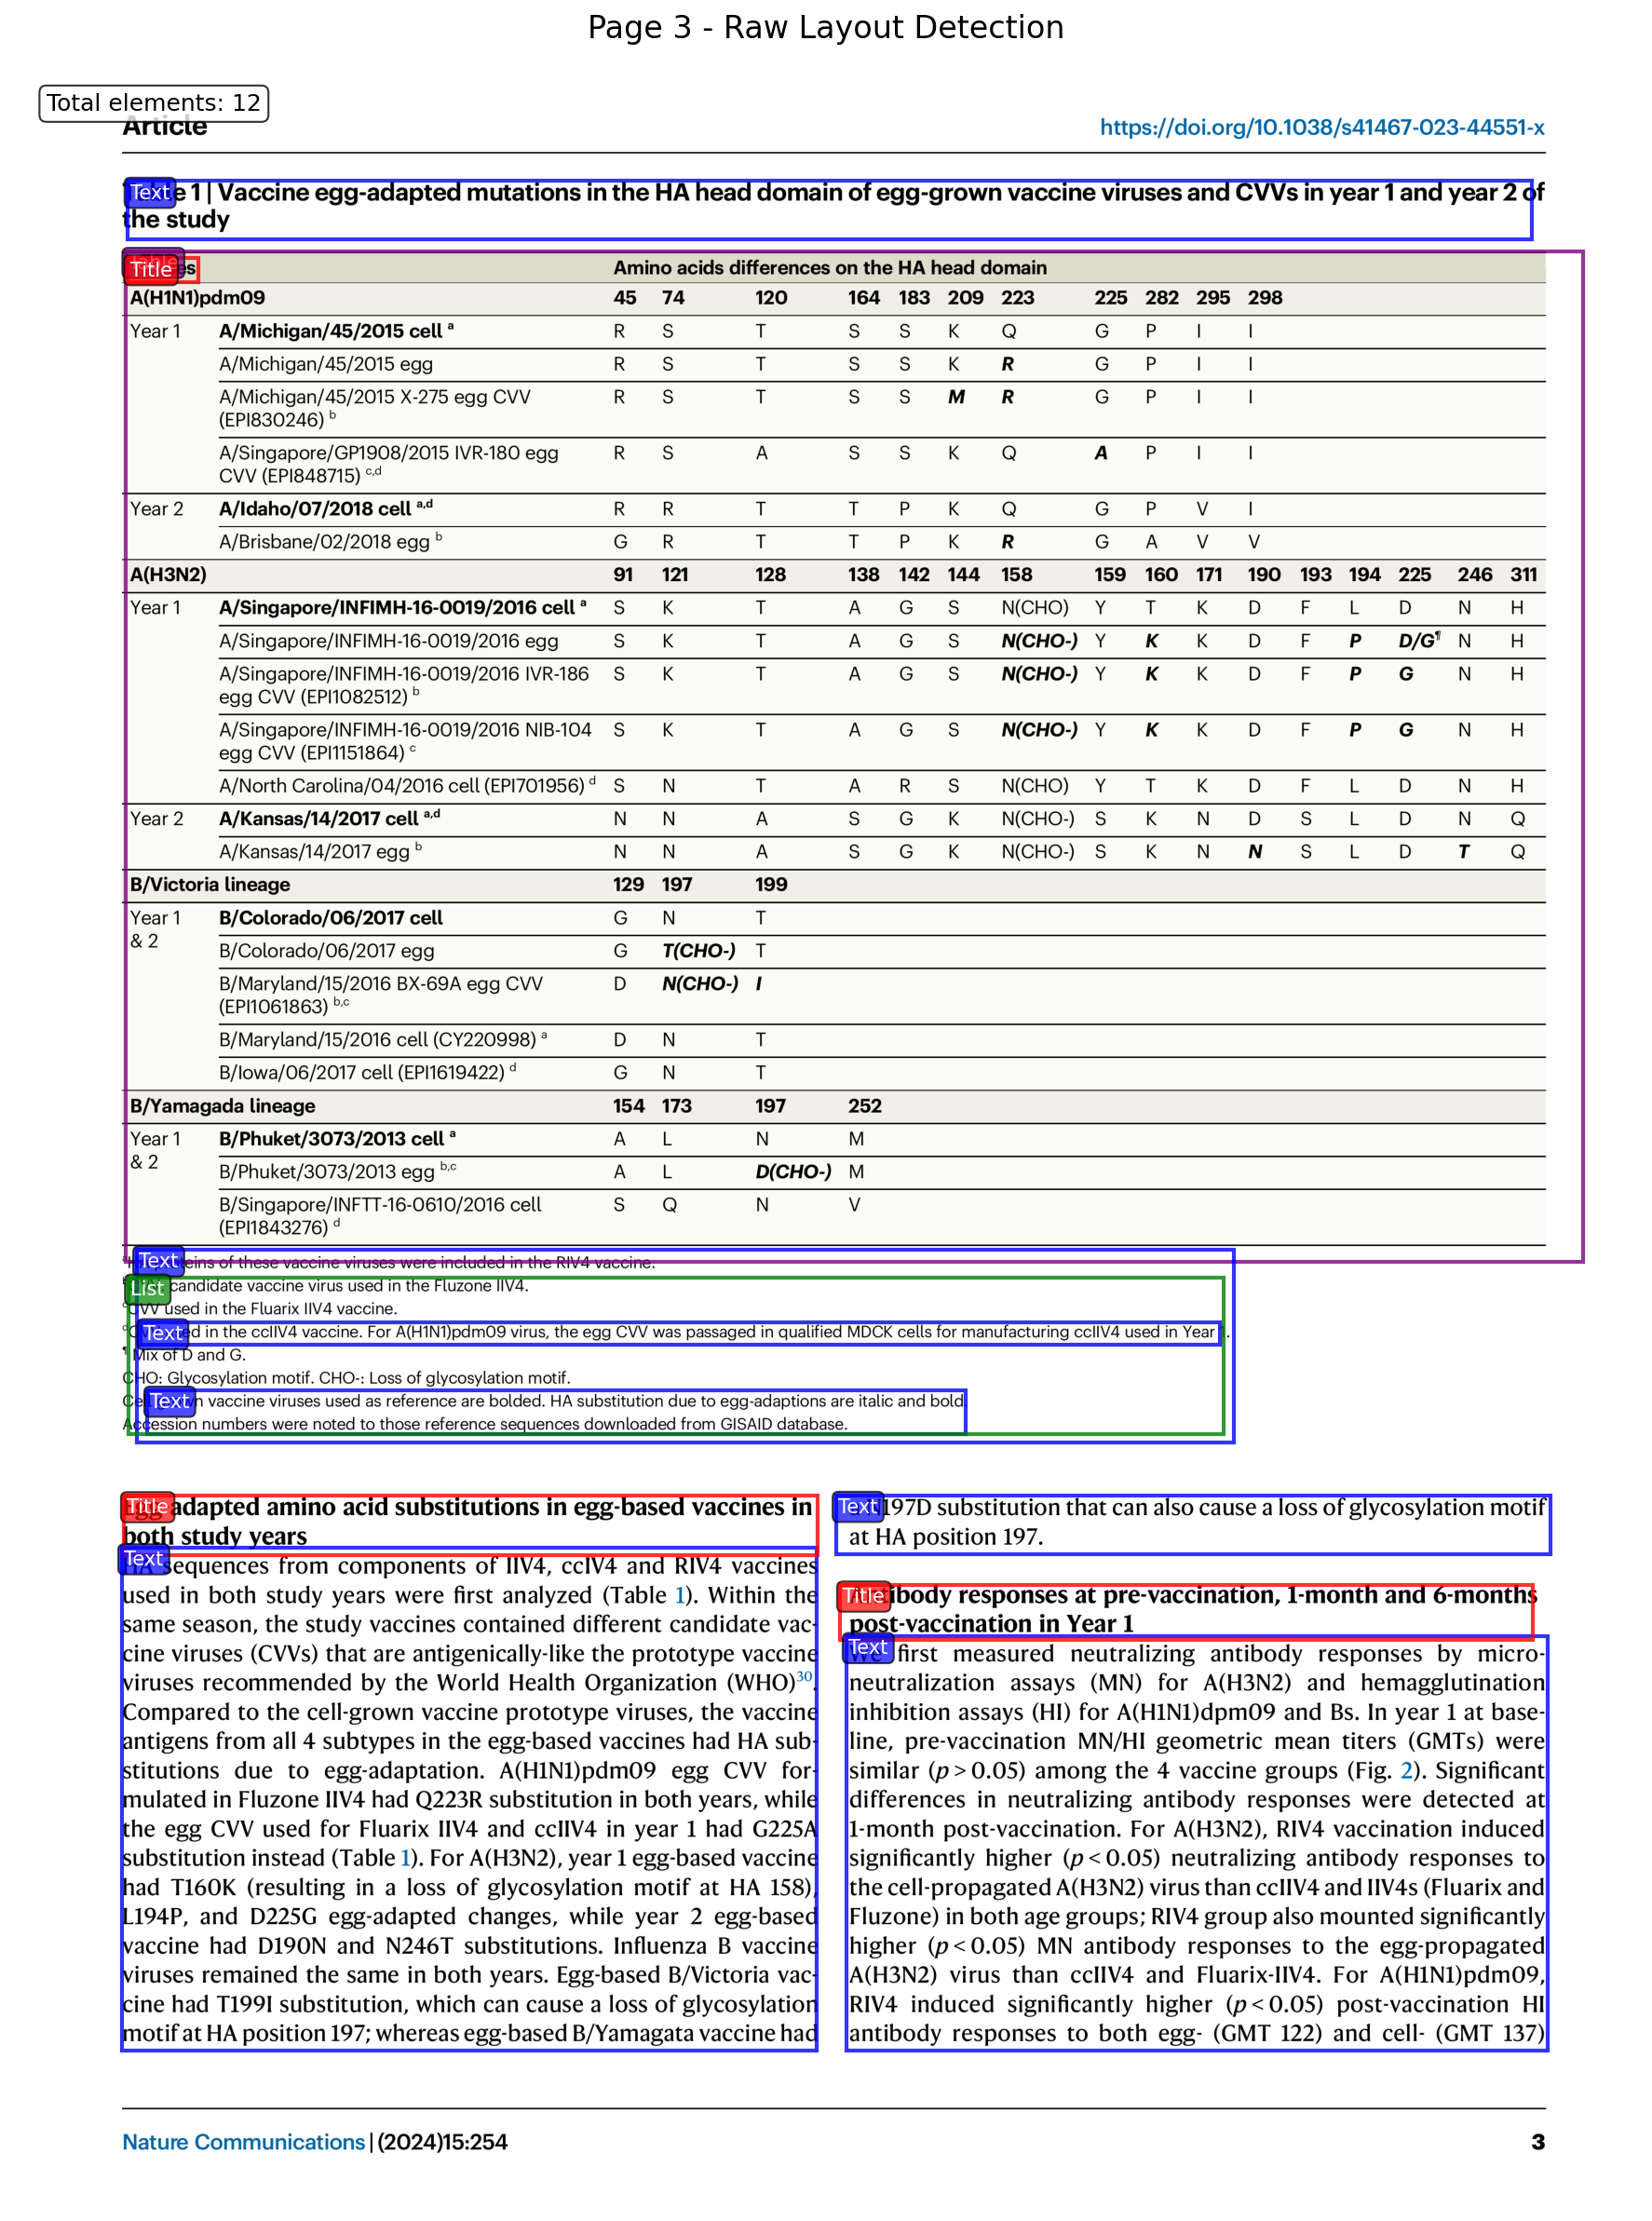 Page 3 - Raw Layout Detection
Total elements: 12
Article
https://doi.org/10.1038/s41467-023-44551-x
Text
1 | Vaccine egg-adapted mutations in the HA head domain of egg-grown vaccine viruses and CVVs in year 1 and year 2 of
the study
Title
Amino acids differences on the HA head domain
A(H1N1)pdm09 45 74 120 164 183 209 223 225 282 295 298
Year 1 A/Michigan/45/2015 cell a R S T S S K Q G P I I
A/Michigan/45/2015 egg R S T S S K R G P I I
A/Michigan/45/2015 X-275 egg CVV R S T S S M R G P I I
(EPI830246) b
A/Singapore/GP1908/2015 IVR-180 egg R S A S S K Q A P I I
CVV (EPI848715) c,d
Year 2 A/Idaho/07/2018 cell a,d R R T T P K Q G P V I
A/Brisbane/02/2018 egg b G R T T P K R G A V V
A(H3N2) 91 121 128 138 142 144 158 159 160 171 190 193 194 225 246 311
Year 1 A/Singapore/INFIMH-16-0019/2016 cell a S K T A G S N(CHO) Y T K D F L D N H
A/Singapore/INFIMH-16-0019/2016 egg S K T A G S N(CHO-) Y K K D F P D/G¶ N H
A/Singapore/INFIMH-16-0019/2016 IVR-186 S K T A G S N(CHO-) Y K K D F P G N H
egg CVV (EPI1082512) b
A/Singapore/INFIMH-16-0019/2016 NIB-104 S K T A G S N(CHO-) Y K K D F P G N H
egg CVV (EPI1151864) c
A/North Carolina/04/2016 cell (EPI701956) d S N T A R S N(CHO) Y T K D F L D N H
Year 2 A/Kansas/14/2017 cell a,d N N A S G K N(CHO-) S K N D S L D N Q
A/Kansas/14/2017 egg b N N A S G K N(CHO-) S K N N S L D T Q
B/Victoria lineage 129 197 199
Year 1 B/Colorado/06/2017 cell G N T
& 2
B/Colorado/06/2017 egg G T(CHO-) T
B/Maryland/15/2016 BX-69A egg CVV D N(CHO-) I
(EPI1061863) b,c
B/Maryland/15/2016 cell (CY220998) a D N T
B/Iowa/06/2017 cell (EPI1619422) d G N T
B/Yamagada lineage 154 173 197 252
Year 1 B/Phuket/3073/2013 cell a A L N M
& 2
B/Phuket/3073/2013 egg b,c A L D(CHO-) M
B/Singapore/INFTT-16-0610/2016 cell S Q N V
(EPI1843276) d
Text
of these vaccine viruses were included in the RIV4 vaccine.
List
candidate vaccine virus used in the Fluzone IIV4.
cCVV used in the Fluarix IIV4 vaccine.
Text
in the ccIIV4 vaccine. For A(H1N1)pdm09 virus, the egg CVV was passaged in qualified MDCK cells for manufacturing ccIIV4 used in Year 1.
¶ Mix of D and G.
CHO: Glycosylation motif. CHO-: Loss of glycosylation motif.
Text
vaccine viruses used as reference are bolded. HA substitution due to egg-adaptions are italic and bold.
Accession numbers were noted to those reference sequences downloaded from GISAID database.
Title
adapted amino acid substitutions in egg-based vaccines in
both study years
Text
HA sequences from components of IIV4, ccIV4 and RIV4 vaccines
used in both study years were first analyzed (Table 1). Within the
same season, the study vaccines contained different candidate vac-
cine viruses (CVVs) that are antigenically-like the prototype vaccine
viruses recommended by the World Health Organization (WHO)30.
Compared to the cell-grown vaccine prototype viruses, the vaccine
antigens from all 4 subtypes in the egg-based vaccines had HA sub-
stitutions due to egg-adaptation. A(H1N1)pdm09 egg CVV for-
mulated in Fluzone IIV4 had Q223R substitution in both years, while
the egg CVV used for Fluarix IIV4 and ccIIV4 in year 1 had G225A
substitution instead (Table 1). For A(H3N2), year 1 egg-based vaccine
had T160K (resulting in a loss of glycosylation motif at HA 158),
L194P, and D225G egg-adapted changes, while year 2 egg-based
vaccine had D190N and N246T substitutions. Influenza B vaccine
viruses remained the same in both years. Egg-based B/Victoria vac-
cine had T199I substitution, which can cause a loss of glycosylation
motif at HA position 197; whereas egg-based B/Yamagata vaccine had
Text
197D substitution that can also cause a loss of glycosylation motif
at HA position 197.
Title
Antibody responses at pre-vaccination, 1-month and 6-months
post-vaccination in Year 1
Text
We first measured neutralizing antibody responses by micro-
neutralization assays (MN) for A(H3N2) and hemagglutination
inhibition assays (HI) for A(H1N1)dpm09 and Bs. In year 1 at base-
line, pre-vaccination MN/HI geometric mean titers (GMTs) were
similar (p > 0.05) among the 4 vaccine groups (Fig. 2). Significant
differences in neutralizing antibody responses were detected at
1-month post-vaccination. For A(H3N2), RIV4 vaccination induced
significantly higher (p < 0.05) neutralizing antibody responses to
the cell-propagated A(H3N2) virus than ccIIV4 and IIV4s (Fluarix and
Fluzone) in both age groups; RIV4 group also mounted significantly
higher (p < 0.05) MN antibody responses to the egg-propagated
A(H3N2) virus than ccIIV4 and Fluarix-IIV4. For A(H1N1)pdm09,
RIV4 induced significantly higher (p < 0.05) post-vaccination HI
antibody responses to both egg- (GMT 122) and cell- (GMT 137)
Nature Communications | (2024)15:254
3